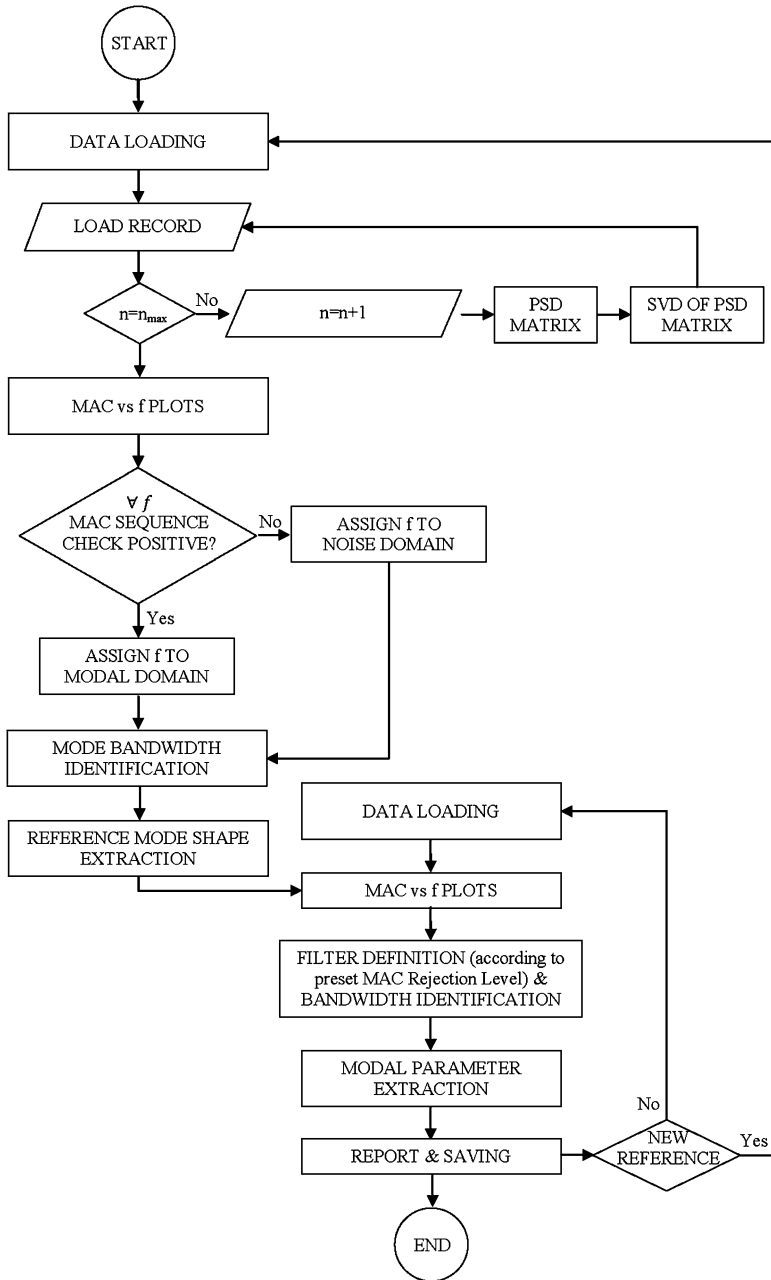 START
DATA LOADING
LOAD RECORD
n=nmax
No
n=n+1
PSD
MATRIX
SVD OF PSD
MATRIX
MAC vs f PLOTS
∀ f
MAC SEQUENCE
CHECK POSITIVE?
No
ASSIGN f TO
NOISE DOMAIN
Yes
ASSIGN f TO
MODAL DOMAIN
MODE BANDWIDTH
IDENTIFICATION
REFERENCE MODE SHAPE
EXTRACTION
DATA LOADING
MAC vs f PLOTS
FILTER DEFINITION (according to
preset MAC Rejection Level) &
BANDWIDTH IDENTIFICATION
MODAL PARAMETER
EXTRACTION
REPORT & SAVING
No
NEW
REFERENCE
Yes
END